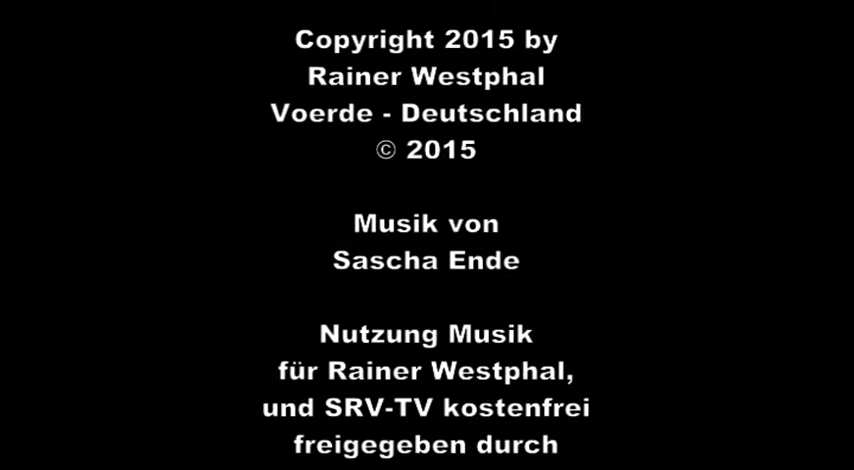 Copyright 2015 by
Rainer Westphal
Voerde - Deutschland
© 2015
Musik von
Sascha Ende
Nutzung Musik
für Rainer Westphal,
und SRV-TV kostenfrei
freigegeben durch